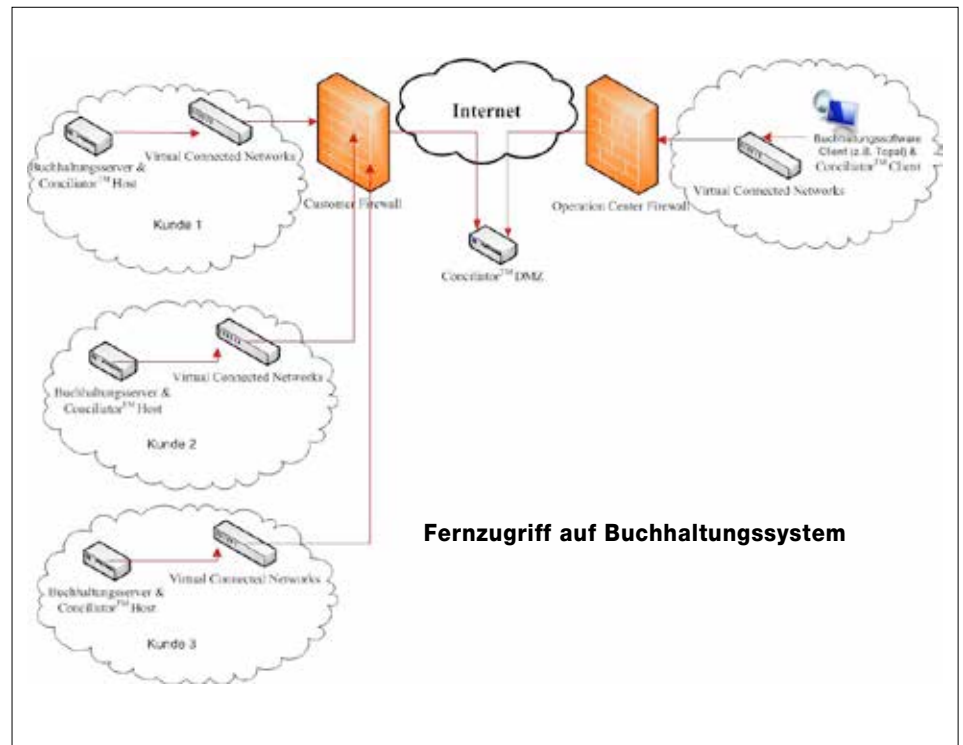 Internet
Buchhaltungsserver &
Conciliator™ Host
Virtual Connected Networks
Kunde 1
Customer Firewall
Conciliator™ DMZ
Operation Center Firewall
Buchhaltungssoftware
Client (z.B. Topal) &
Conciliator™ Client
Virtual Connected Networks
Buchhaltungsserver &
Conciliator™ Host
Virtual Connected Networks
Kunde 2
Buchhaltungsserver &
Conciliator™ Host
Virtual Connected Networks
Kunde 3
Fernzugriff auf Buchhaltungssystem